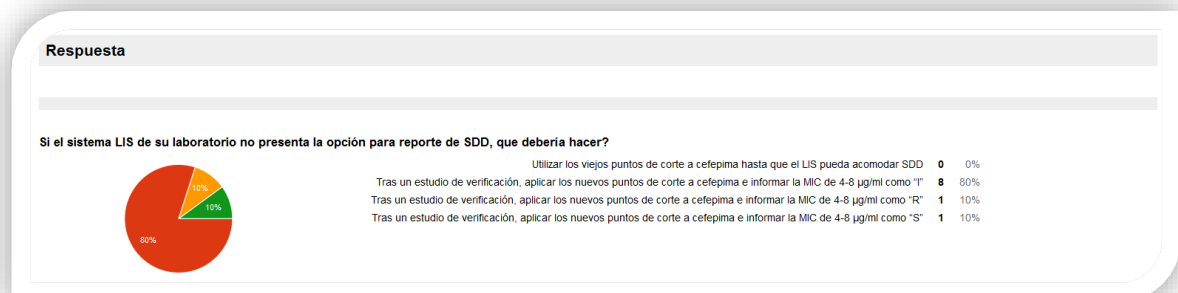 Respuesta
Si el sistema LIS de su laboratorio no presenta la opción para reporte de SDD, que debería hacer?
Utilizar los viejos puntos de corte a cefepima hasta que el LIS pueda acomodar SDD 0 0%
Tras un estudio de verificación, aplicar los nuevos puntos de corte a cefepima e informar la MIC de 4-8 µg/ml como “I” 8 80%
Tras un estudio de verificación, aplicar los nuevos puntos de corte a cefepima e informar la MIC de 4-8 µg/ml como “R” 1 10%
Tras un estudio de verificación, aplicar los nuevos puntos de corte a cefepima e informar la MIC de 4-8 µg/ml como “S” 1 10%
10%
10%
80%